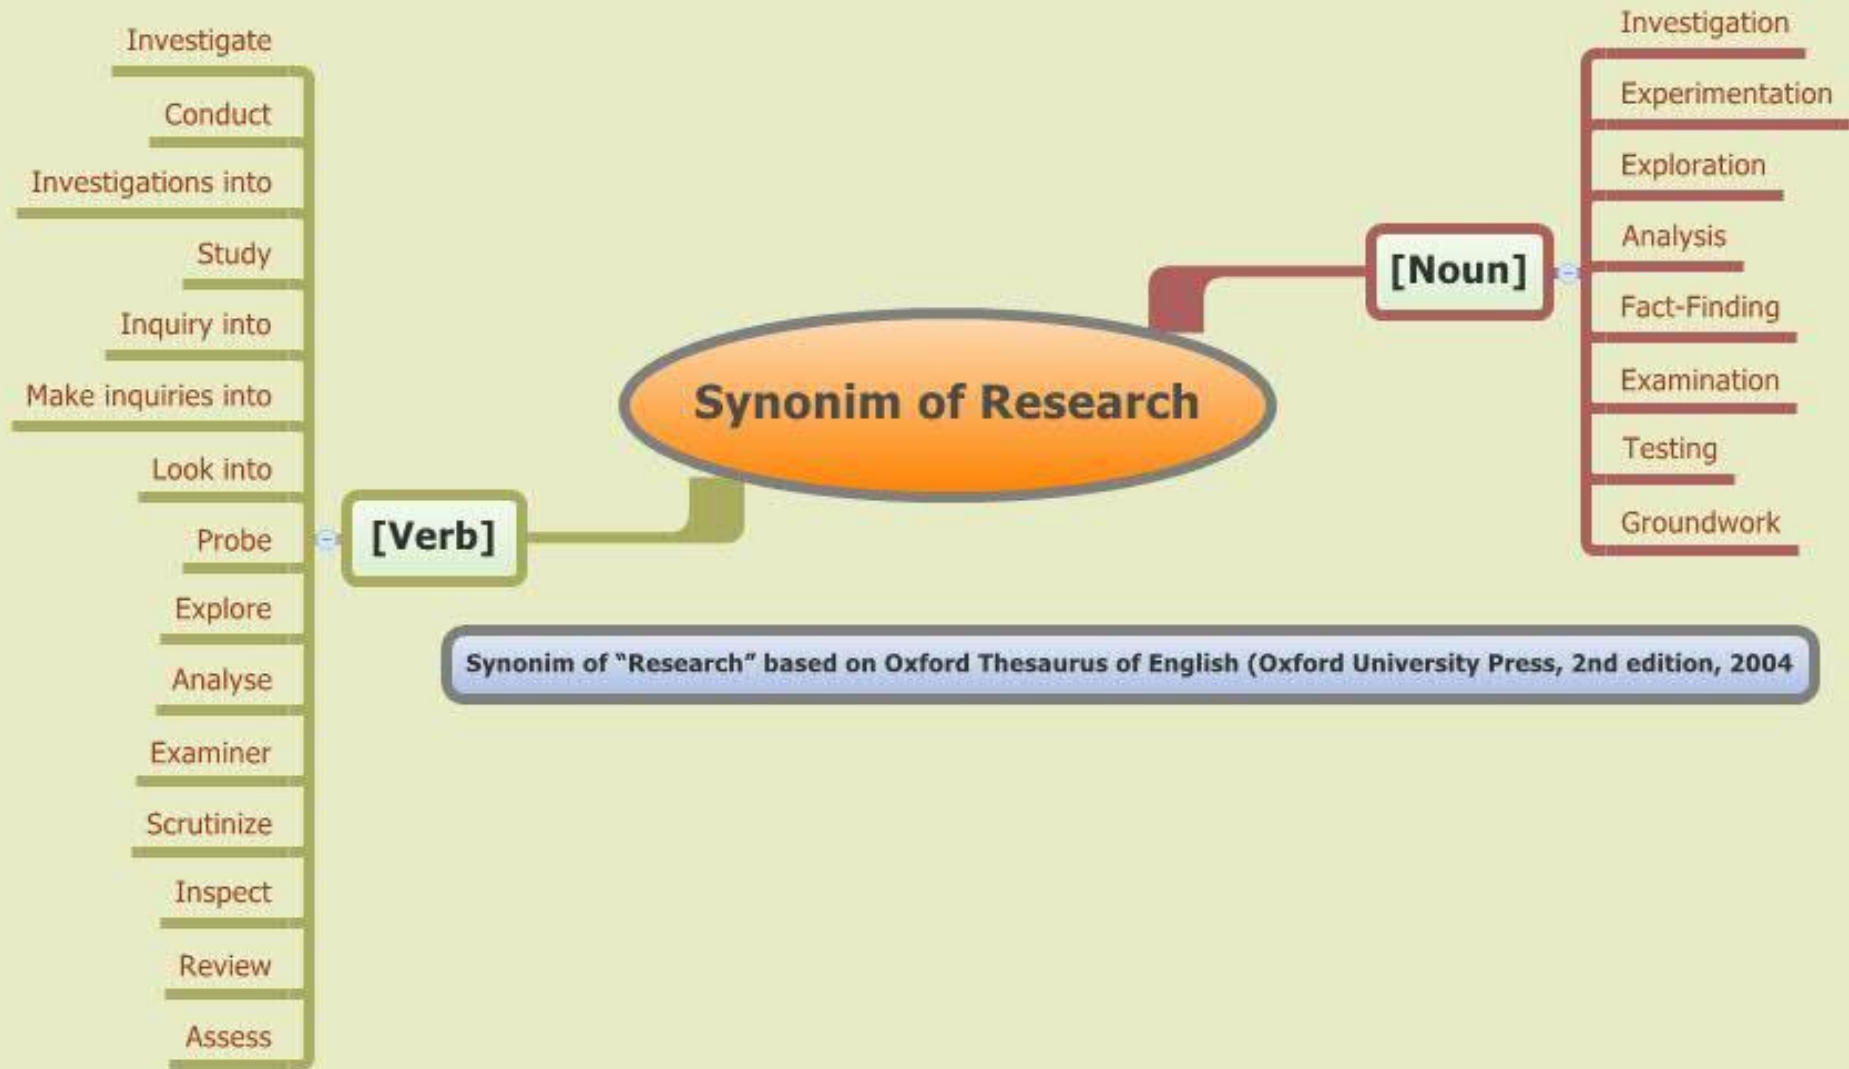 Synonim of Research
[Noun]
Investigation
Experimentation
Exploration
Analysis
Fact-Finding
Examination
Testing
Groundwork
[Verb]
Investigate
Conduct
Investigations into
Study
Inquiry into
Make inquiries into
Look into
Probe
Explore
Analyse
Examiner
Scrutinize
Inspect
Review
Assess
Synonim of “Research” based on Oxford Thesaurus of English (Oxford University Press, 2nd edition, 2004